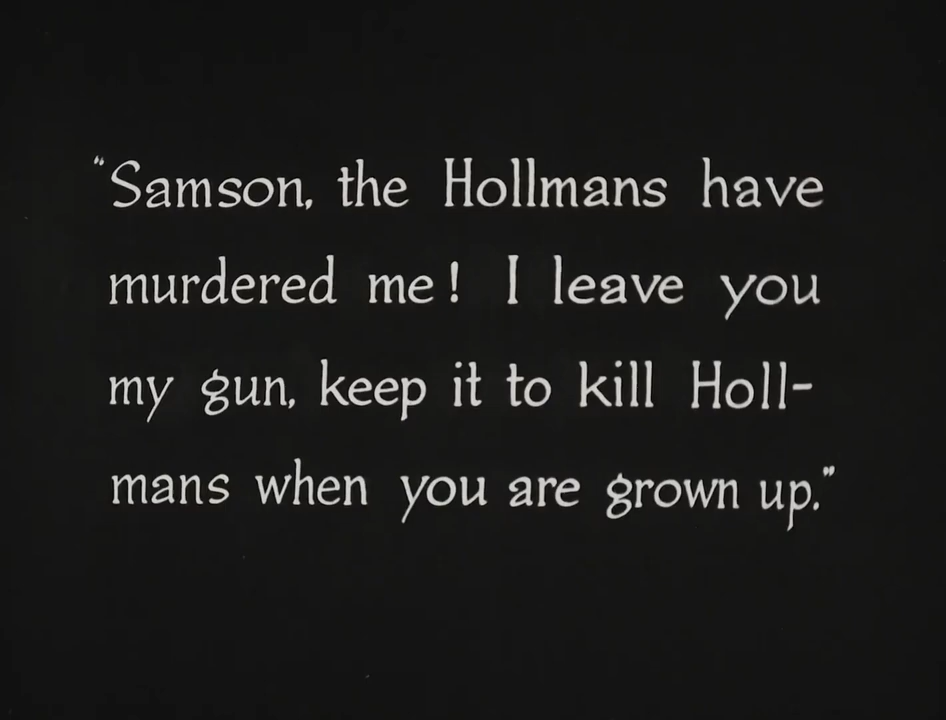 "Samson, the Hollmans have
murdered me! I leave you
my gun, keep it to kill Holl-
mans when you are grown up."